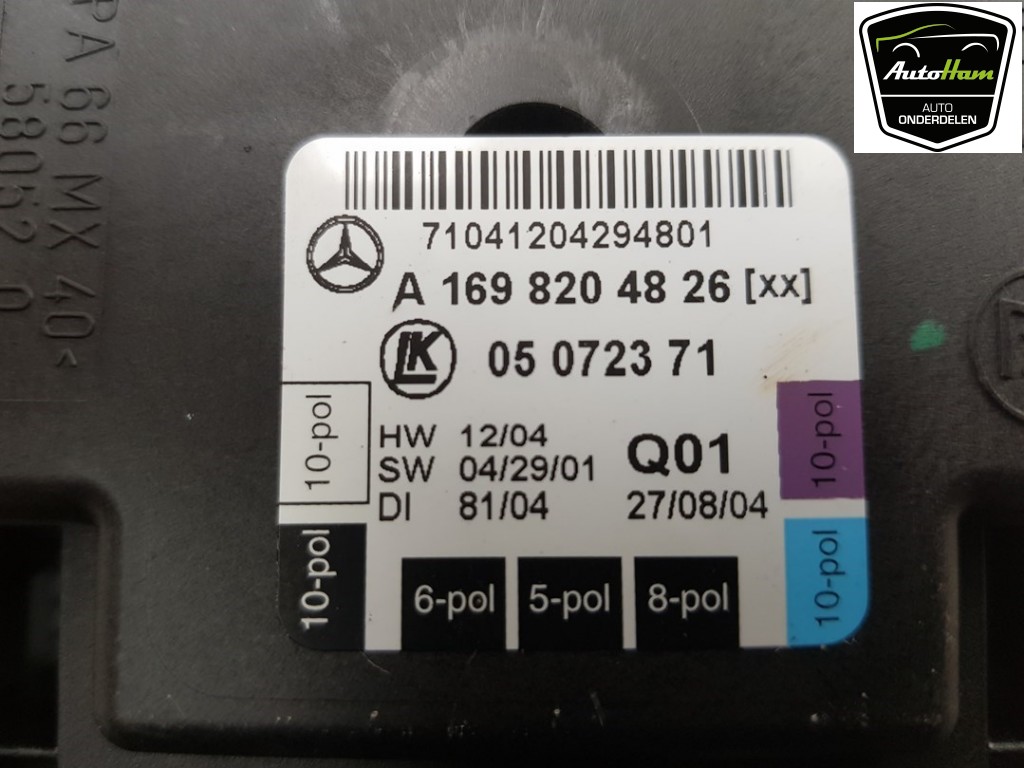 AutoHam
AUTO
ONDERDELEN
PA 66 MX 40<
58052 0
71041204294801
A 169 820 48 26 [xx]
LK
05 0723 71
10-pol
HW 12/04
SW 04/29/01
DI 81/04
Q01
27/08/04
10-pol
10-pol
6-pol
5-pol
8-pol
10-pol